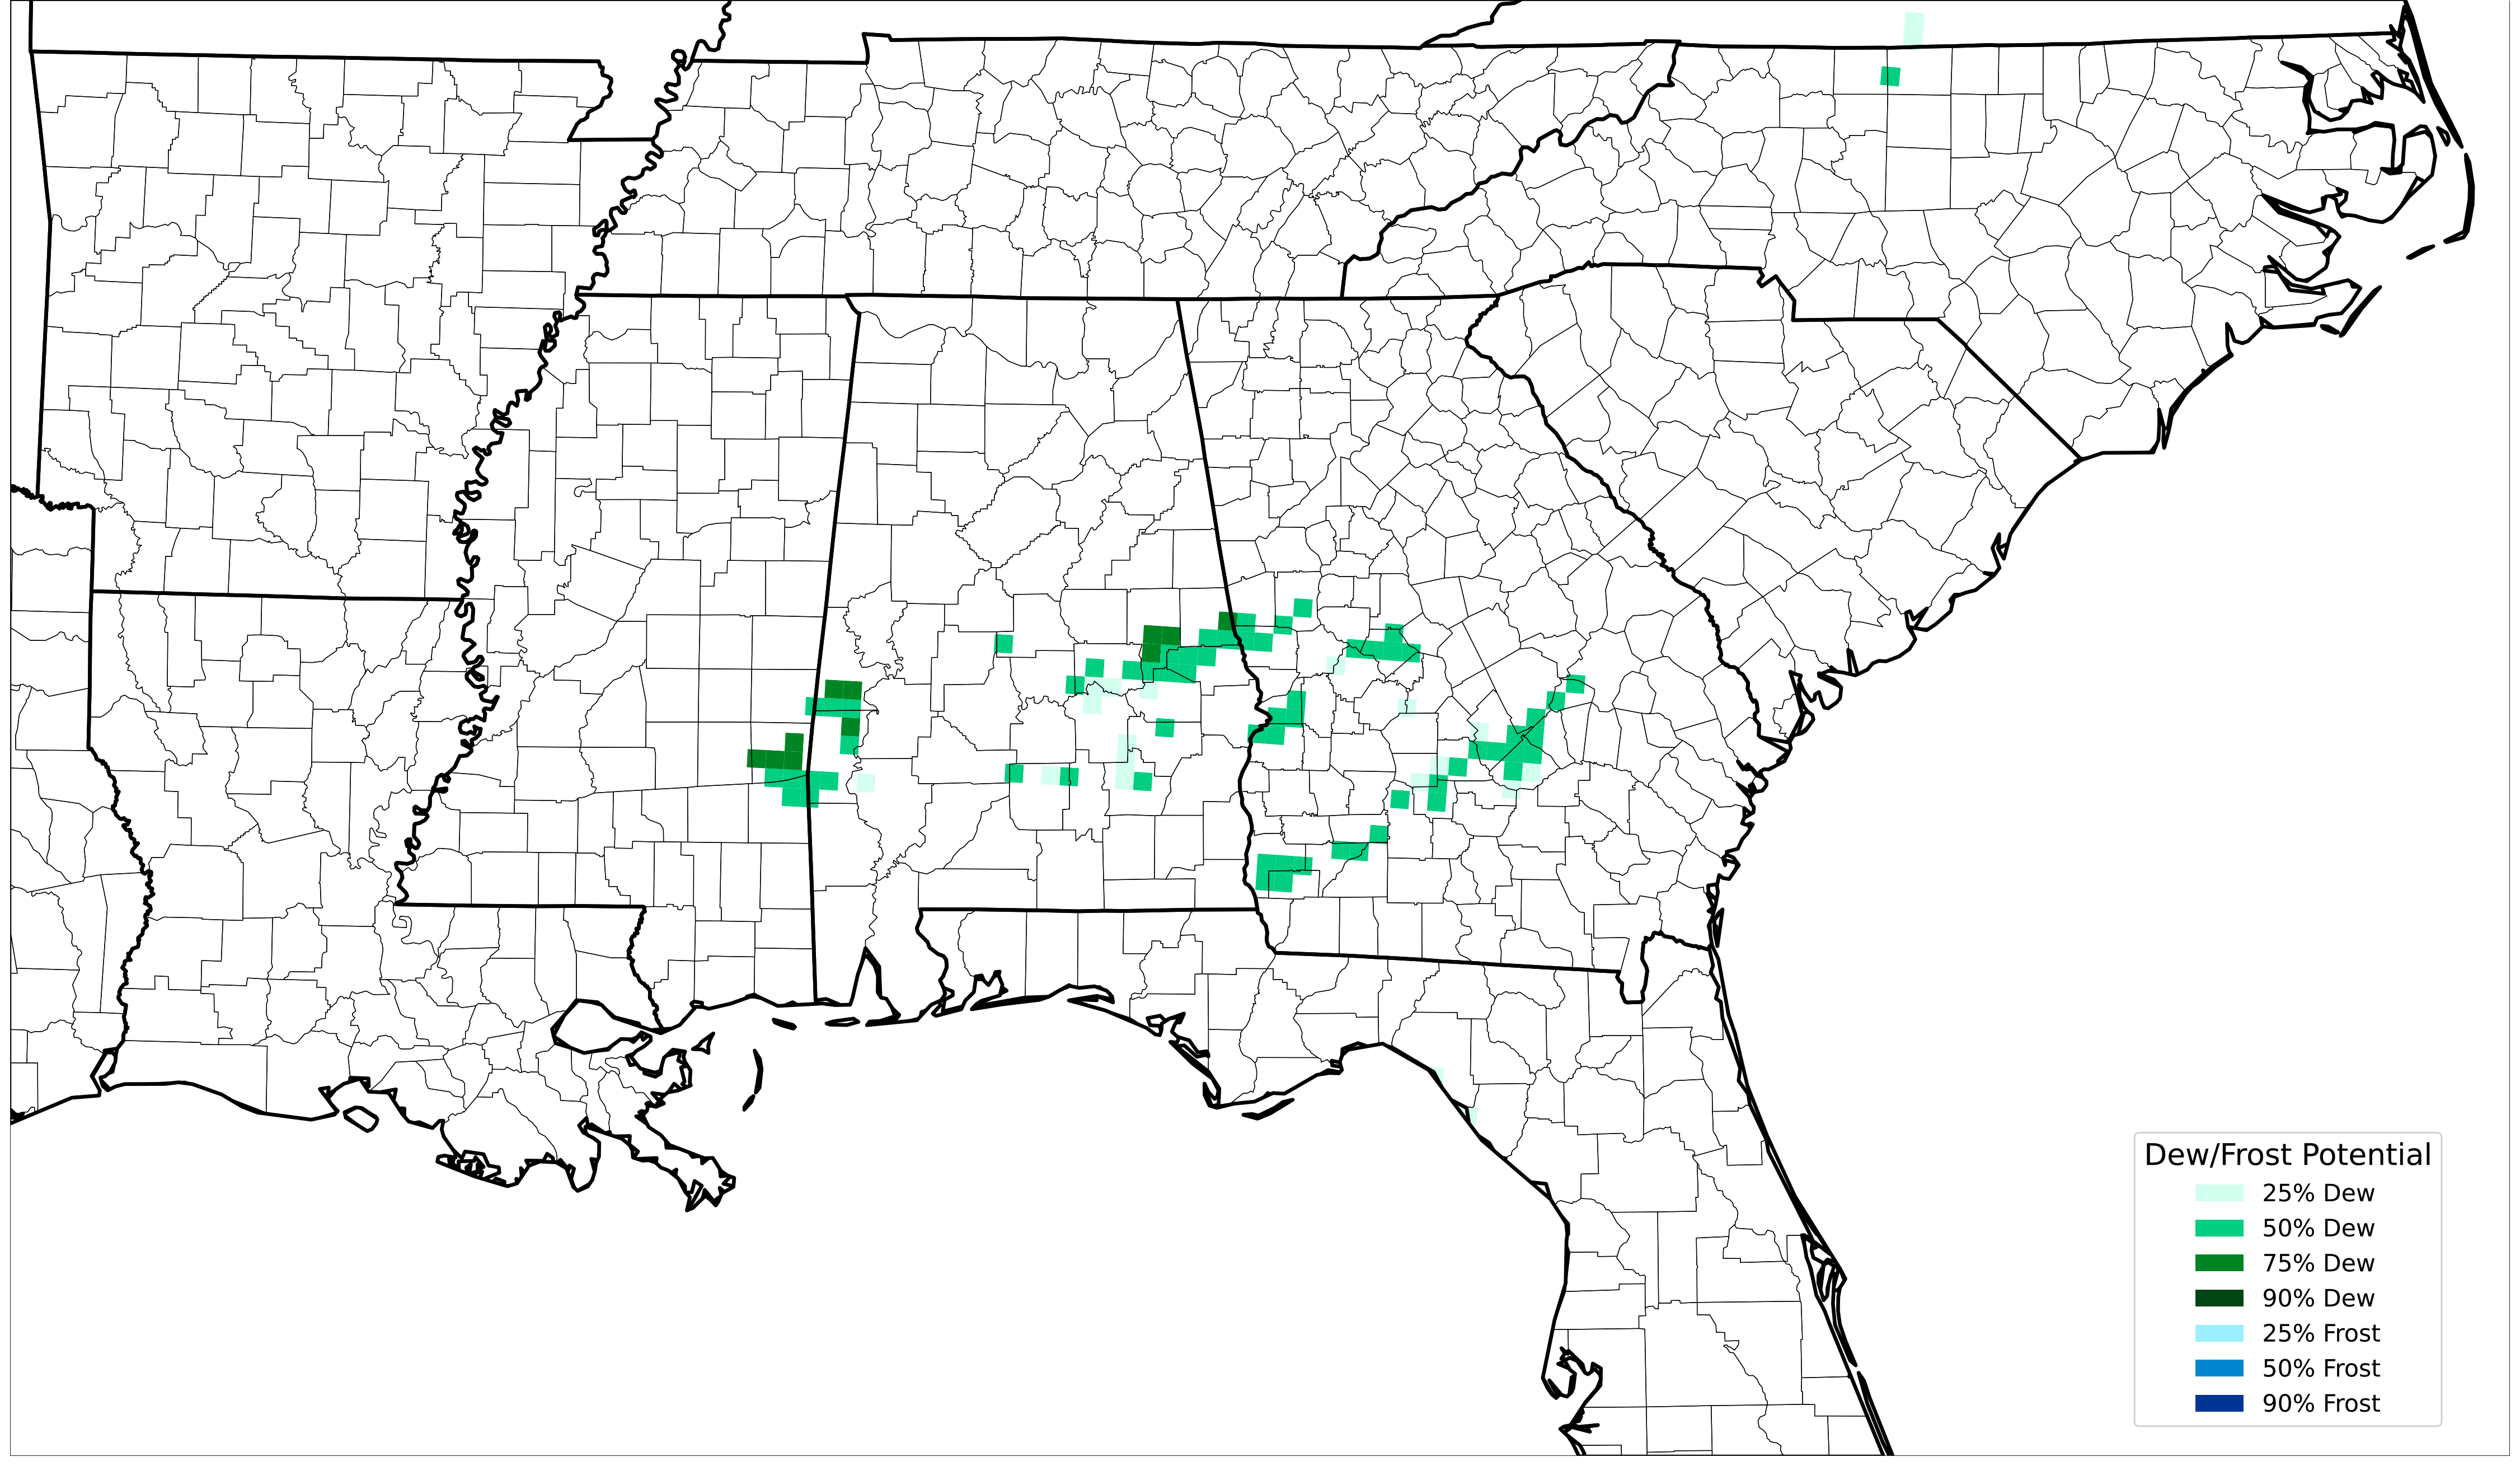 Dew/Frost Potential
25% Dew
50% Dew
75% Dew
90% Dew
25% Frost
50% Frost
90% Frost